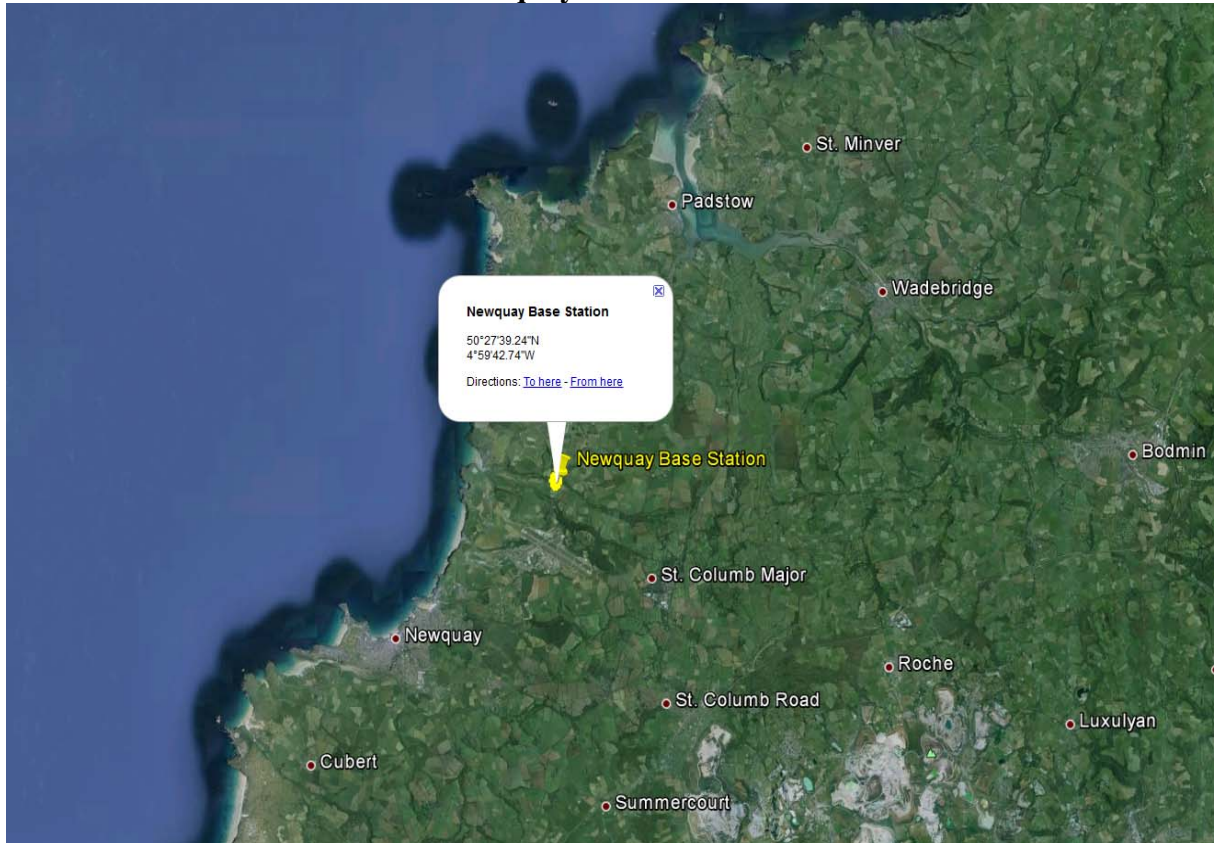 St. Minver
Padstow
Wadebridge
Newquay Base Station
50°27'39.24"N
4°59'42.74"W
Directions: To here - From here
Newquay Base Station
Bodmin
St. Columb Major
Newquay
Roche
St. Columb Road
Luxulyan
Cubert
Summercourt